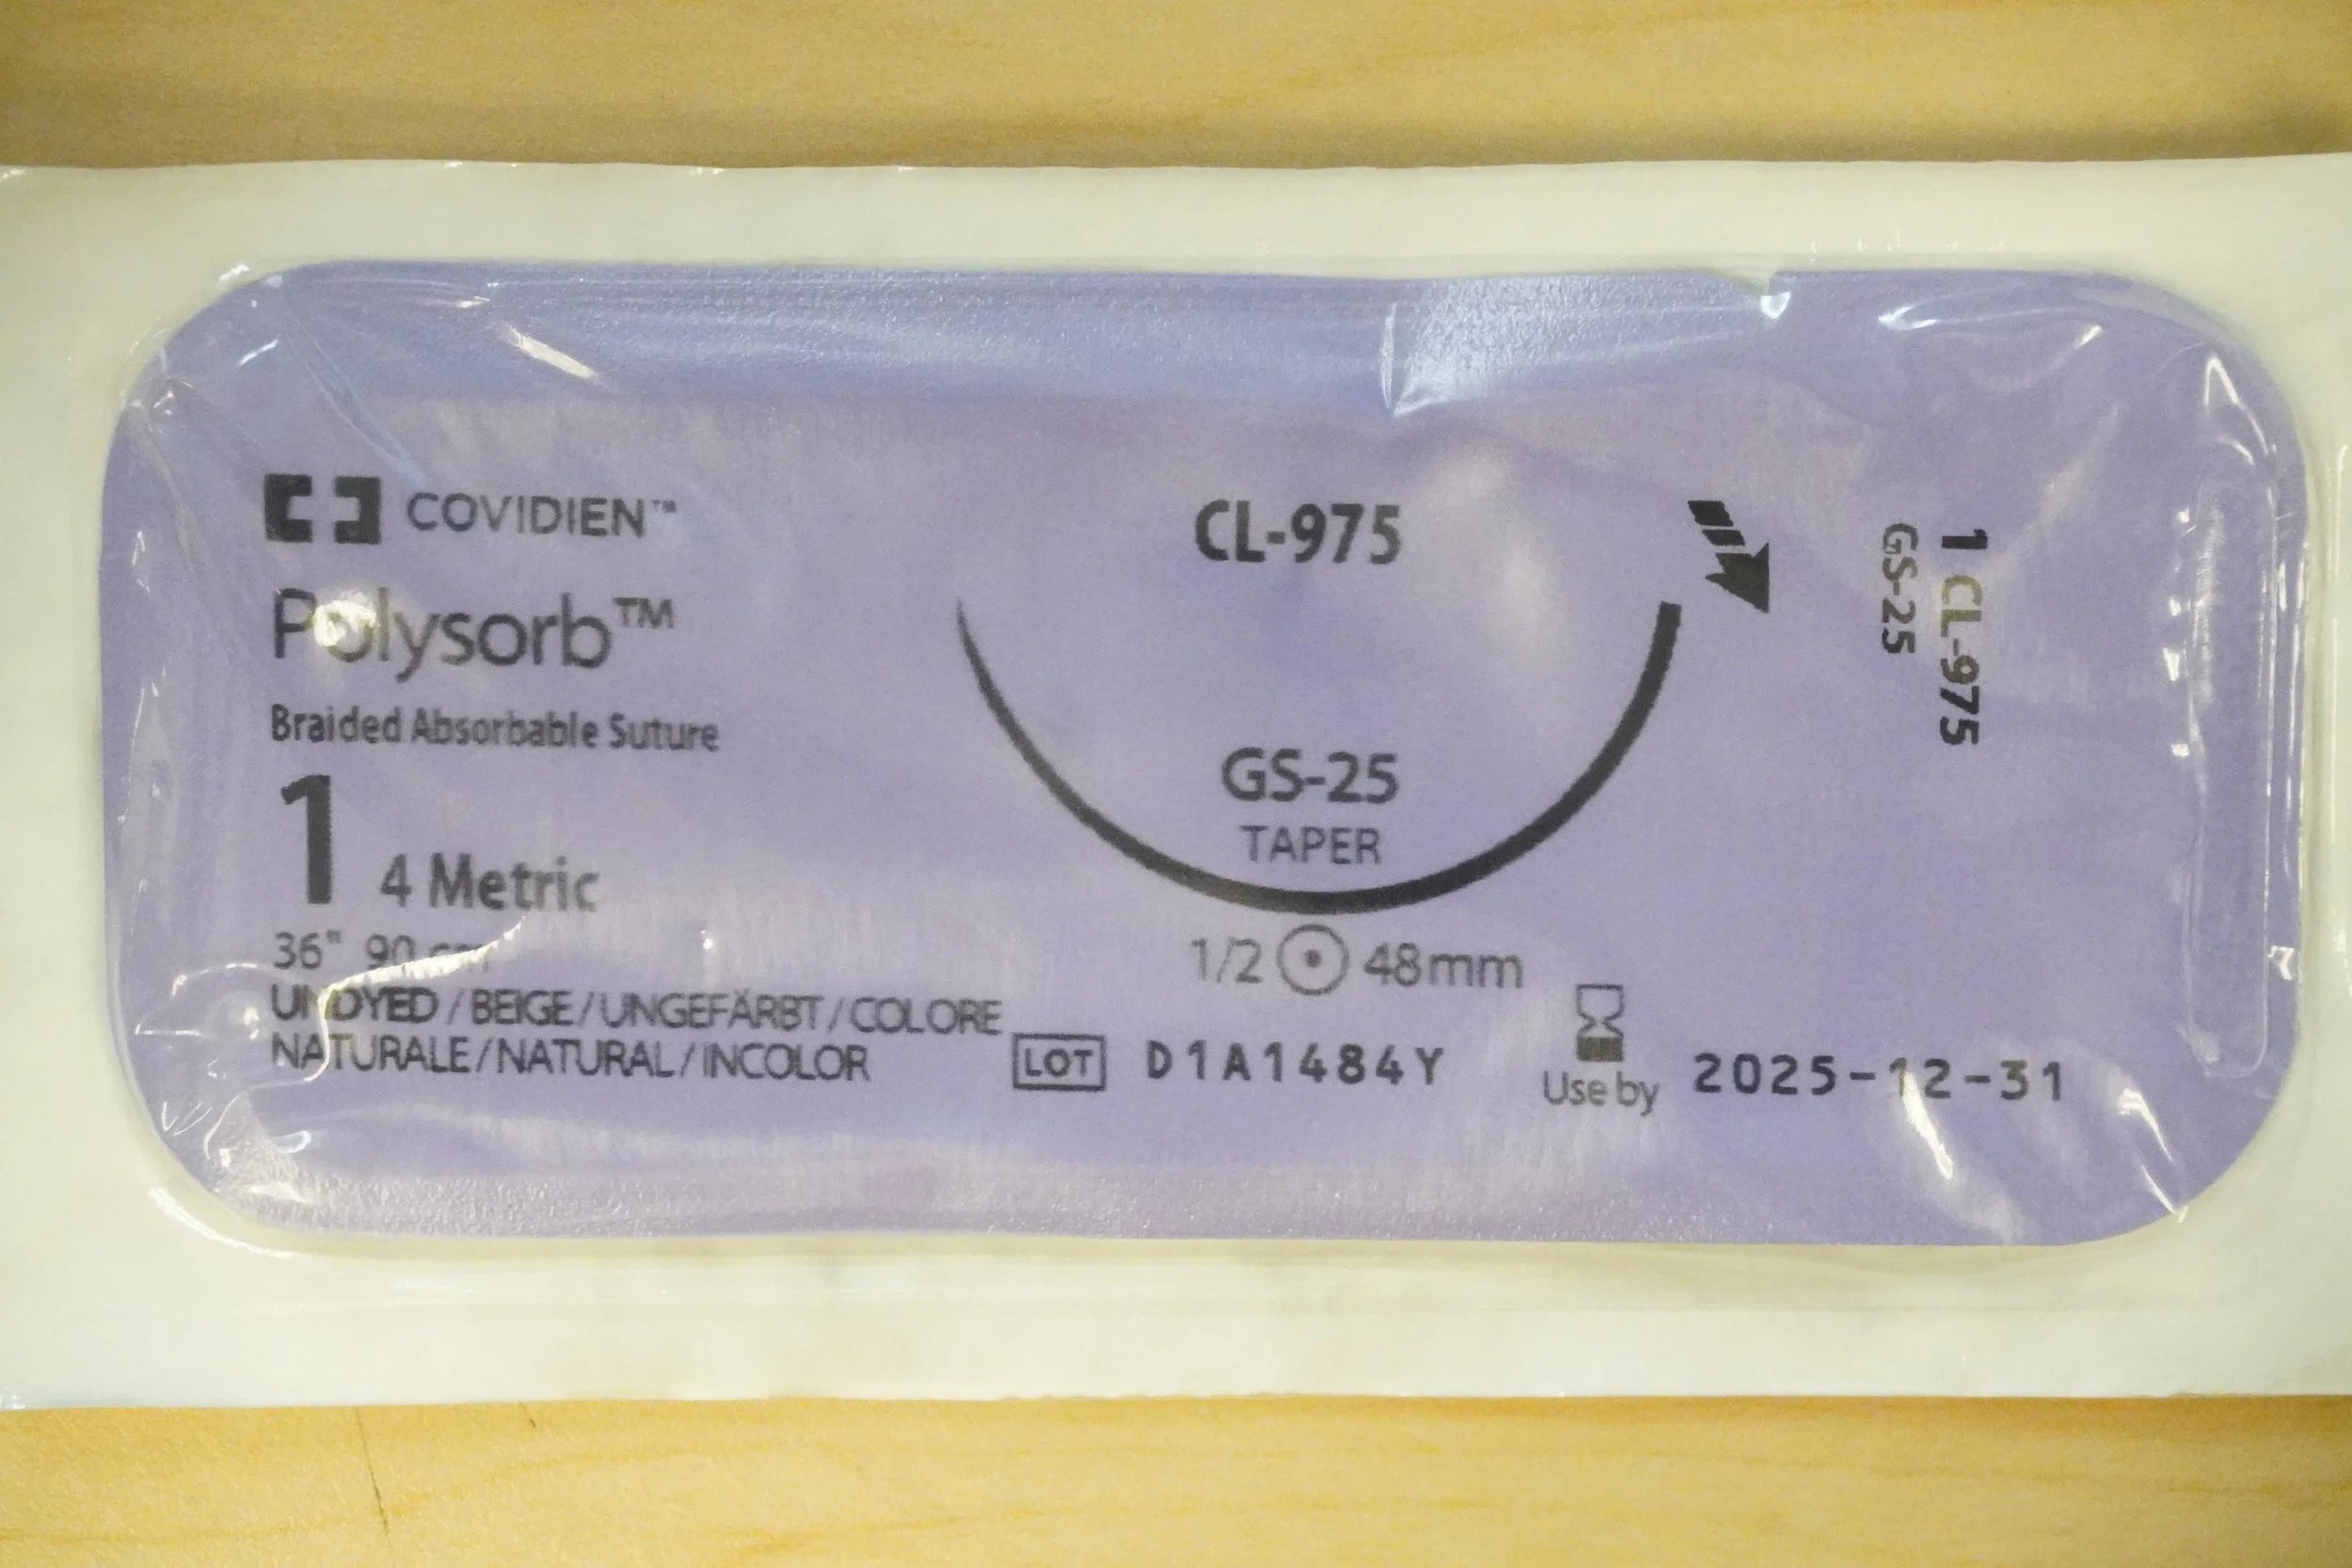 COVIDIEN™
Polysorb™
Braided Absorbable Suture
1 4 Metric
36" 90 cm
UNDYED / BEIGE / UNGEFÄRBT / COLORE
NATURALE / NATURAL / INCOLOR
CL-975
GS-25
TAPER
1/2 48mm
LOT D1A1484Y
Use by 2025-12-31
1 CL-975
GS-25